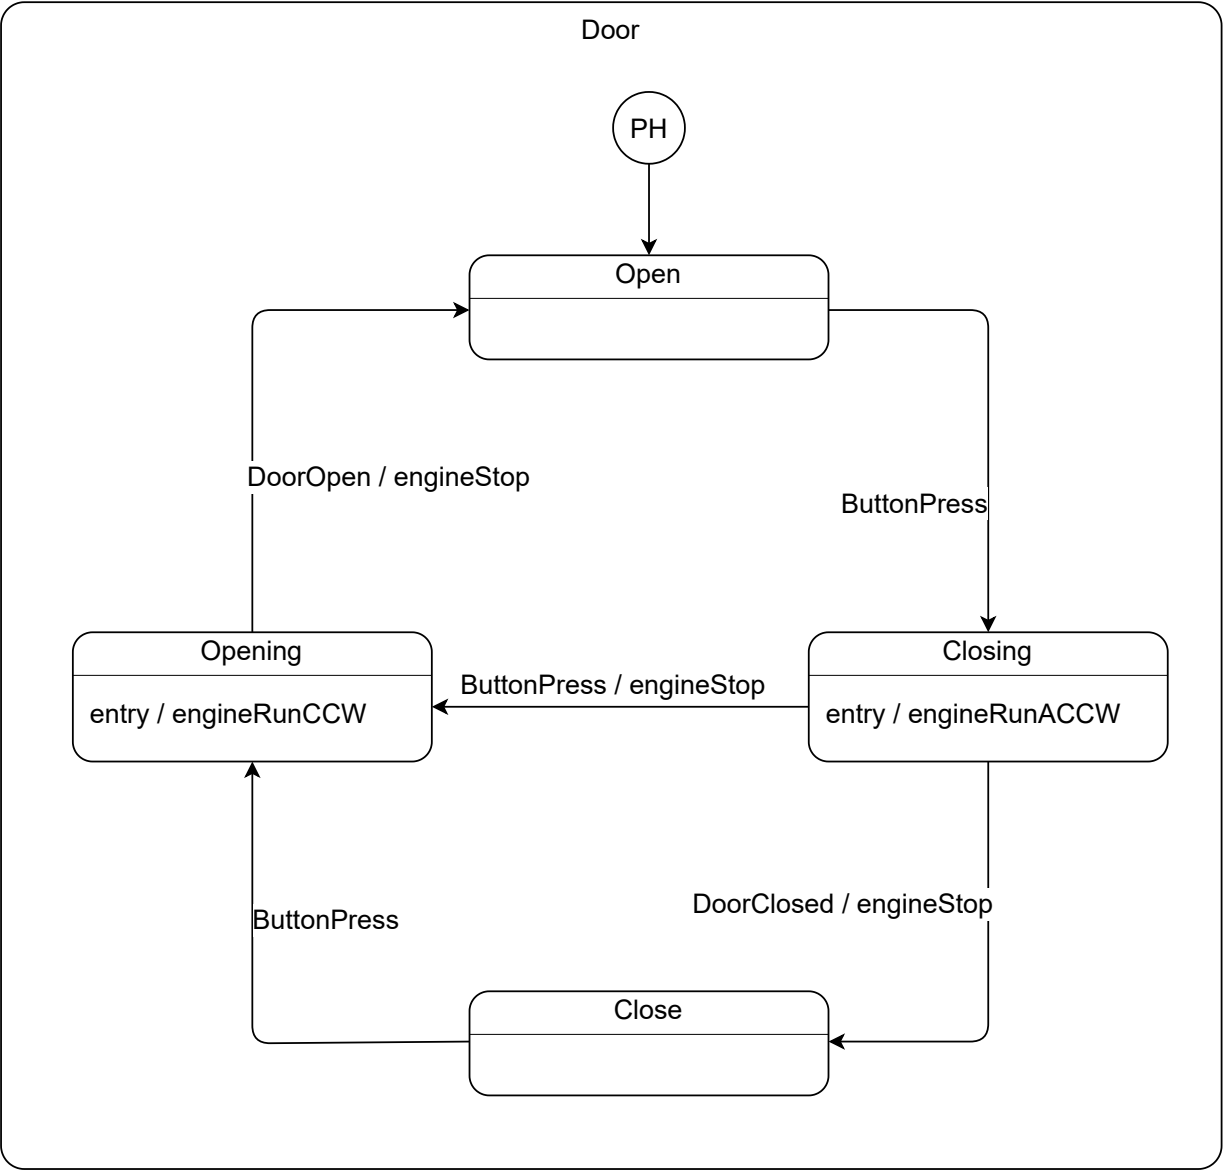 Door
PH
Open
DoorOpen / engineStop
ButtonPress
Opening
entry / engineRunCCW
ButtonPress / engineStop
Closing
entry / engineRunACCW
DoorClosed / engineStop
ButtonPress
Close